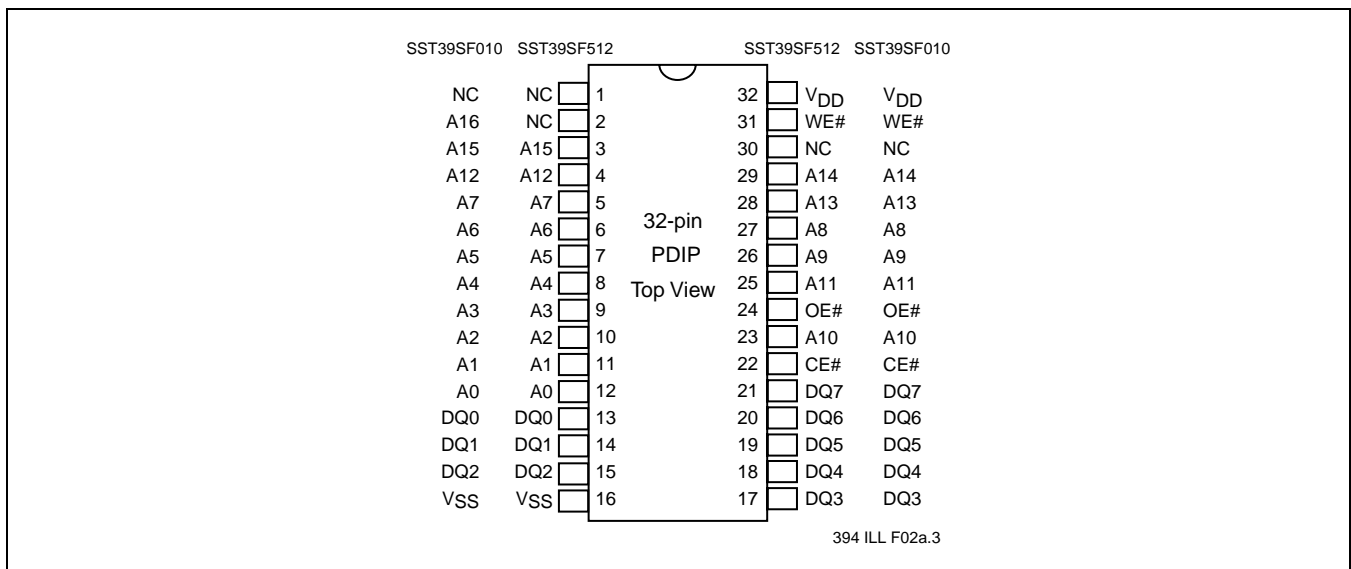 SST39SF010 SST39SF512 SST39SF512 SST39SF010
NC NC 1 32 VDD VDD
A16 NC 2 31 WE# WE#
A15 A15 3 30 NC NC
A12 A12 4 29 A14 A14
A7 A7 5 28 A13 A13
A6 A6 6 32-pin 27 A8 A8
A5 A5 7 PDIP 26 A9 A9
A4 A4 8 Top View 25 A11 A11
A3 A3 9 24 OE# OE#
A2 A2 10 23 A10 A10
A1 A1 11 22 CE# CE#
A0 A0 12 21 DQ7 DQ7
DQ0 DQ0 13 20 DQ6 DQ6
DQ1 DQ1 14 19 DQ5 DQ5
DQ2 DQ2 15 18 DQ4 DQ4
VSS VSS 16 17 DQ3 DQ3
394 ILL F02a.3